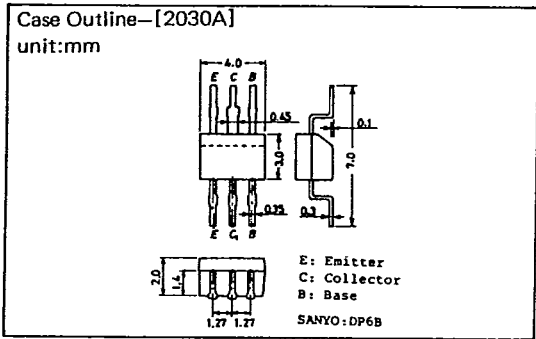 Case Outline—[2030A]
unit:mm
4.0
E C B
0.45
0.1
3.0
7.0
0.35
0.3
E C B
2.0
1.4
1.27 1.27
E: Emitter
C: Collector
B: Base
SANYO:DP6B